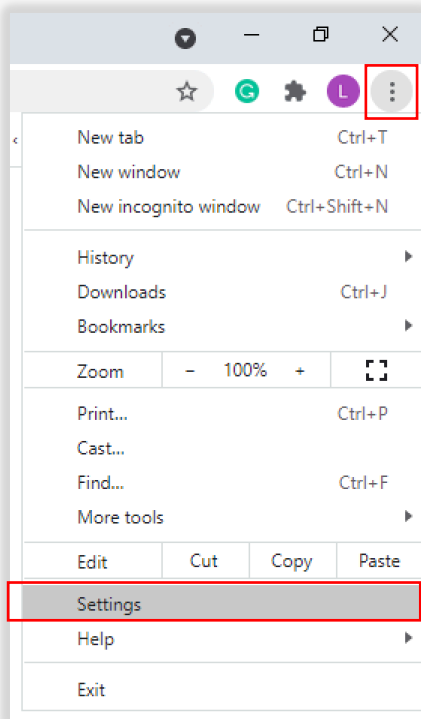 L
New tab Ctrl+T
New window Ctrl+N
New incognito window Ctrl+Shift+N
History
Downloads Ctrl+J
Bookmarks
Zoom - 100% +
Print... Ctrl+P
Cast...
Find... Ctrl+F
More tools
Edit Cut Copy Paste
Settings
Help
Exit